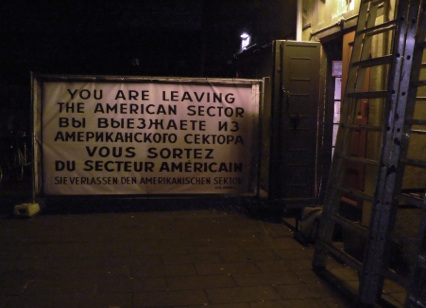 YOU ARE LEAVING
THE AMERICAN SECTOR
ВЫ ВЫЕЗЖАЕТЕ ИЗ
АМЕРИКАНСКОГО СЕКТОРА
VOUS SORTEZ
DU SECTEUR AMÉRICAIN
SIE VERLASSEN DEN AMERIKANISCHEN SEKTOR